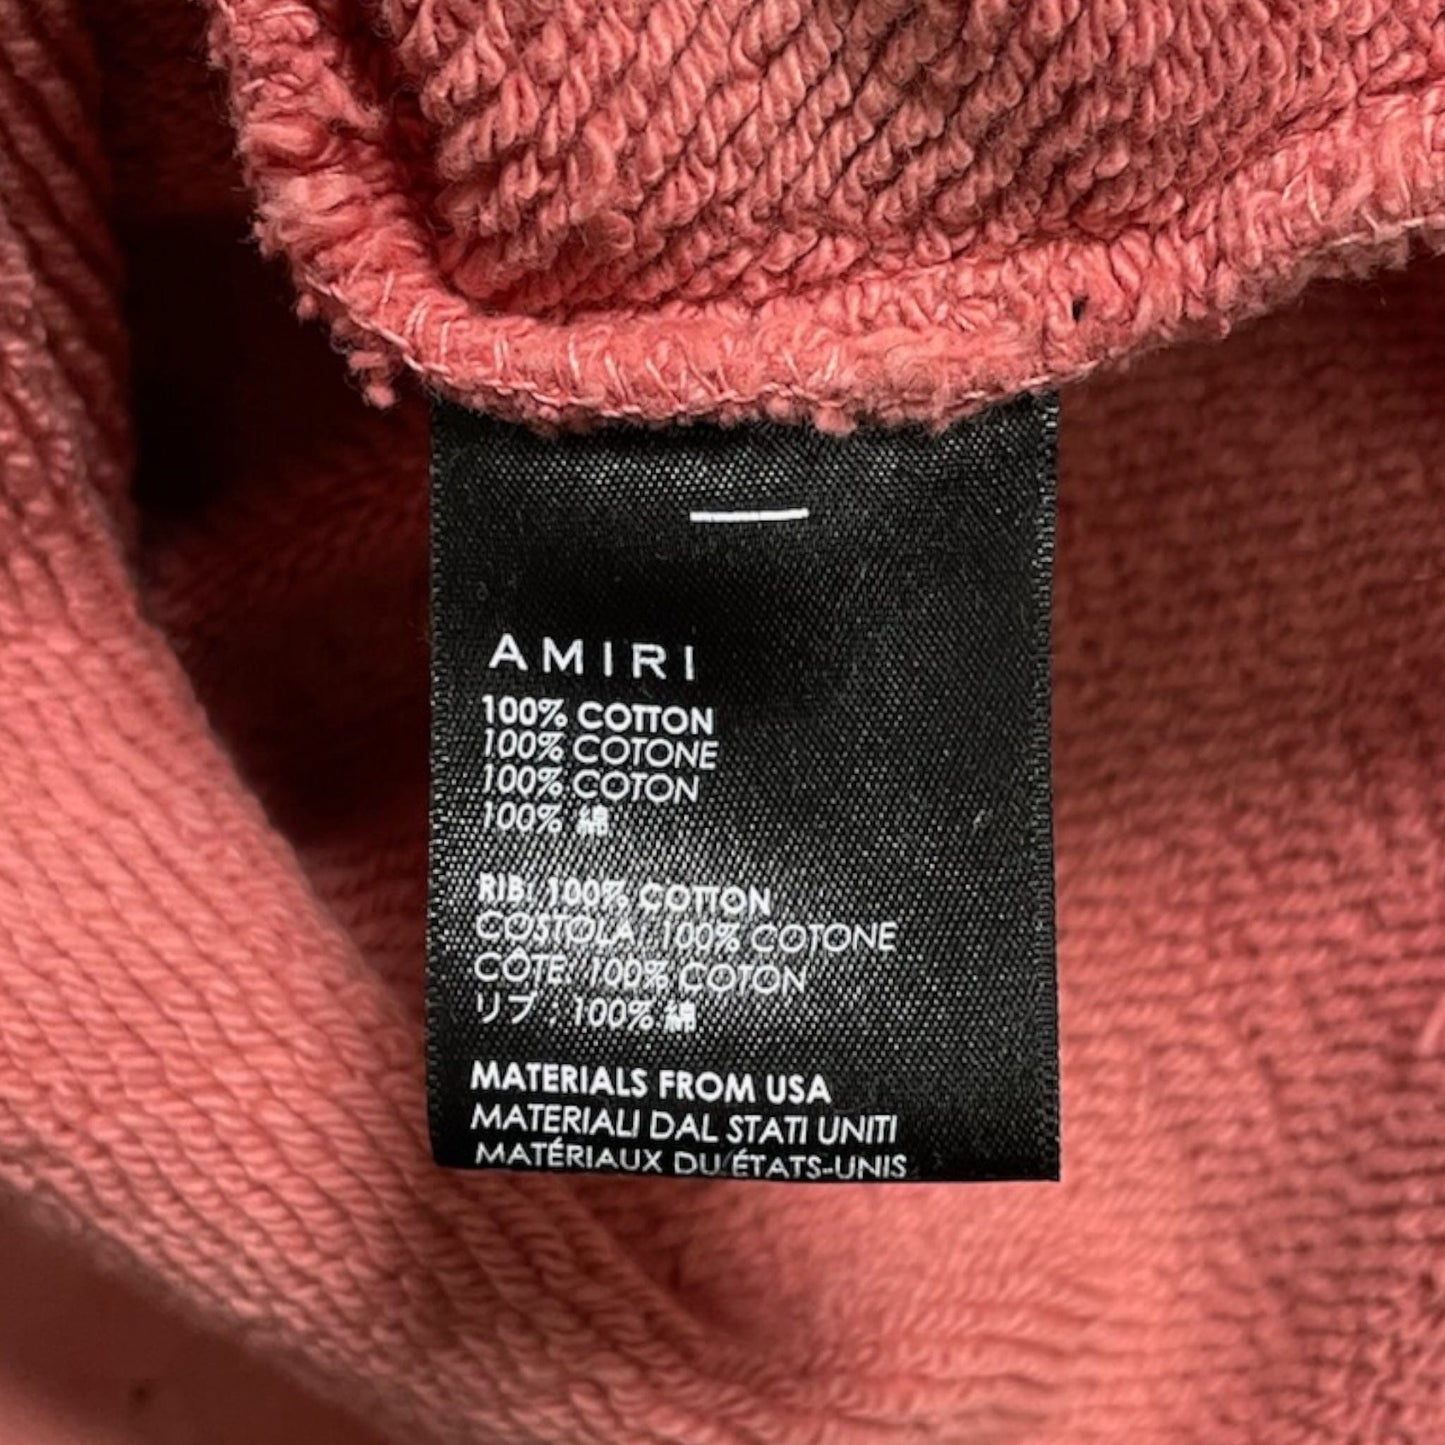 AMIRI
100% COTTON
100% COTONE
100% COTON
100% 綿
RIB: 100% COTTON
COSTOLA: 100% COTONE
CÔTE: 100% COTON
リブ : 100% 綿
MATERIALS FROM USA
MATERIALI DAL STATI UNITI
MATÉRIAUX DU ÉTATS-UNIS